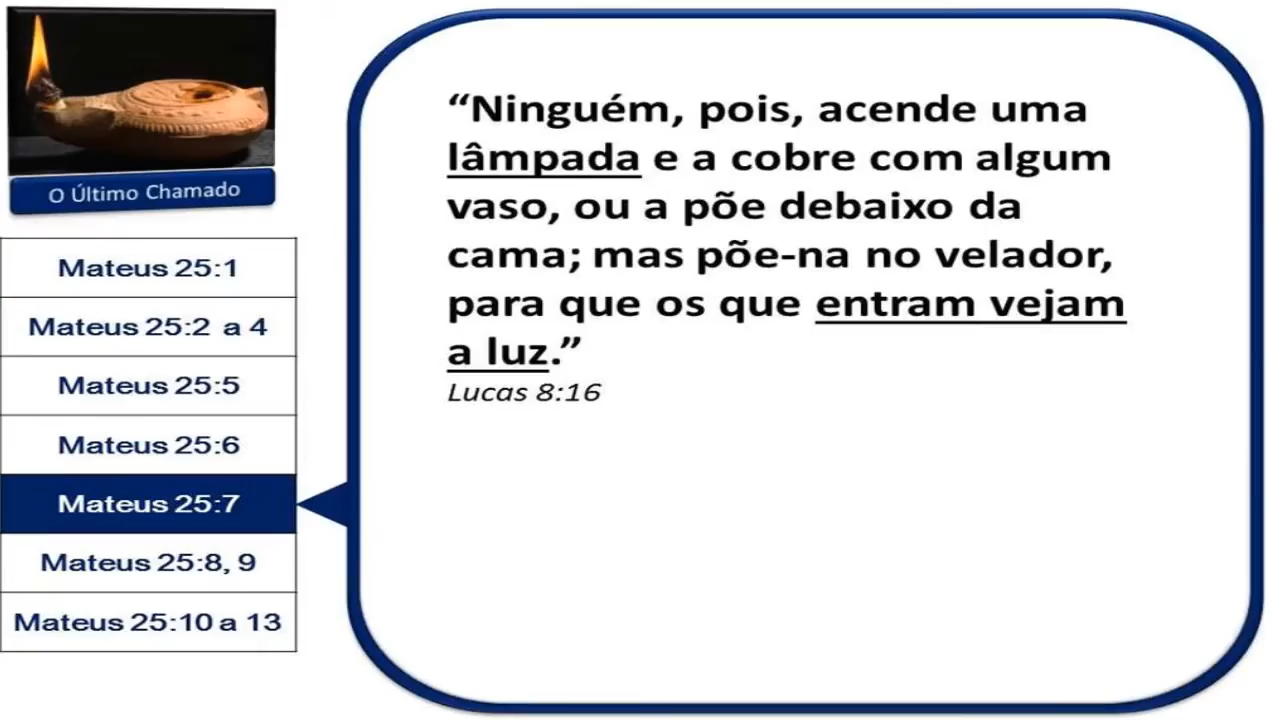 O Último Chamado
Mateus 25:1
Mateus 25:2 a 4
Mateus 25:5
Mateus 25:6
Mateus 25:7
Mateus 25:8, 9
Mateus 25:10 a 13
“Ninguém, pois, acende uma
lâmpada e a cobre com algum
vaso, ou a põe debaixo da
cama; mas põe-na no velador,
para que os que entram vejam
a luz.”
Lucas 8:16